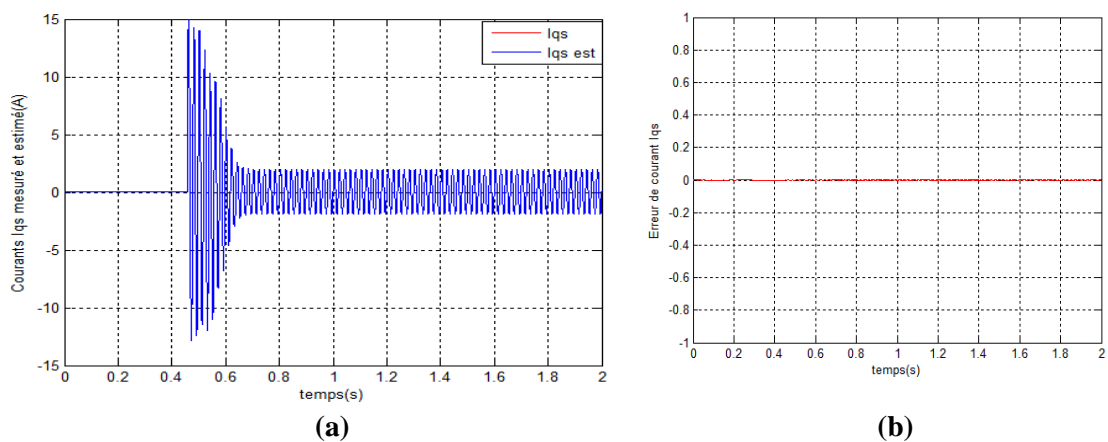 15
10
5
0
-5
-10
-15
0 0.2 0.4 0.6 0.8 1 1.2 1.4 1.6 1.8 2
temps(s)
Courants Iqs mesuré et estimé(A)
Iqs
Iqs est
(a)
1
0.8
0.6
0.4
0.2
0
-0.2
-0.4
-0.6
-0.8
-1
0 0.2 0.4 0.6 0.8 1 1.2 1.4 1.6 1.8 2
temps(s)
Erreur de courant Iqs
(b)